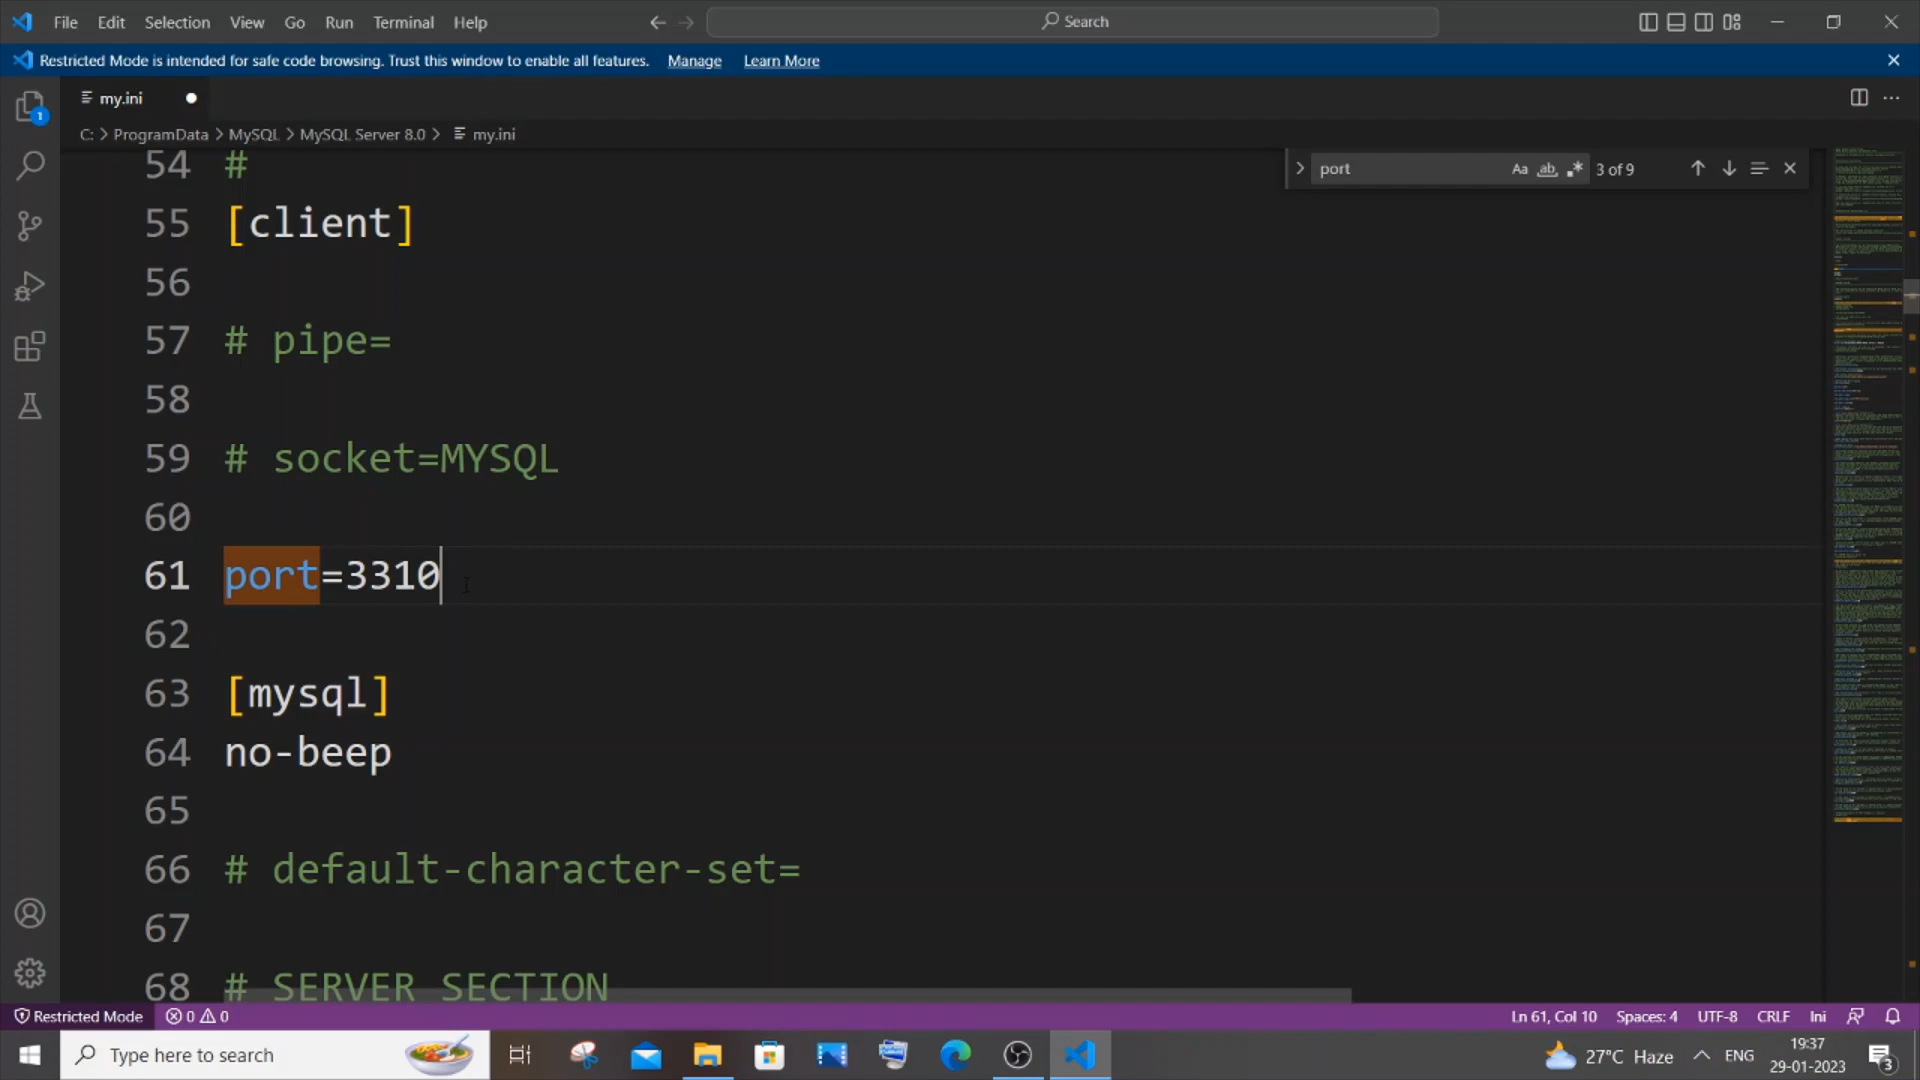 File Edit Selection View Go Run Terminal Help Search
Restricted Mode is intended for safe code browsing. Trust this window to enable all features. Manage Learn More
my.ini
C: > ProgramData > MySQL > MySQL Server 8.0 > my.ini
port Aa ab 3 of 9
1
54 #
55 [client]
56
57 # pipe=
58
59 # socket=MYSQL
60
61 port=3310
62
63 [mysql]
64 no-beep
65
66 # default-character-set=
67
68 # SERVER SECTION
Restricted Mode 0 0 Ln 61, Col 10 Spaces: 4 UTF-8 CRLF Ini
Type here to search 27°C Haze ENG 19:37
29-01-2023
3